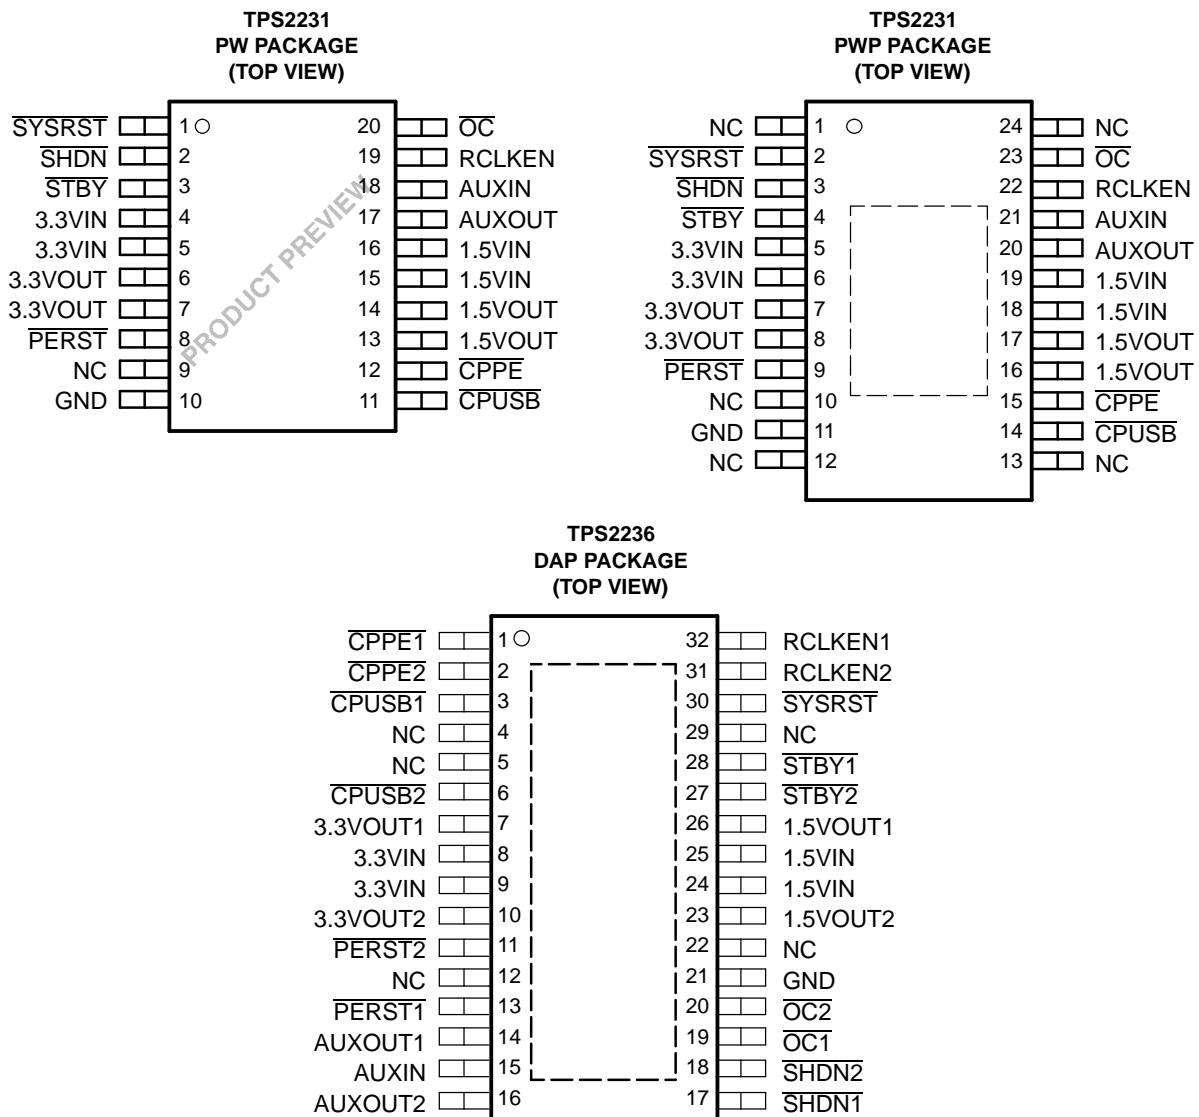 TPS2231
PW PACKAGE
(TOP VIEW)
SYSRST 1 20 OC
SHDN 2 19 RCLKEN
STBY 3 18 AUXIN
3.3VIN 4 17 AUXOUT
3.3VIN 5 16 1.5VIN
3.3VOUT 6 15 1.5VIN
3.3VOUT 7 14 1.5VOUT
PERST 8 13 1.5VOUT
NC 9 12 CPPE
GND 10 11 CPUSB
PRODUCT PREVIEW
TPS2231
PWP PACKAGE
(TOP VIEW)
NC 1 24 NC
SYSRST 2 23 OC
SHDN 3 22 RCLKEN
STBY 4 21 AUXIN
3.3VIN 5 20 AUXOUT
3.3VIN 6 19 1.5VIN
3.3VOUT 7 18 1.5VIN
3.3VOUT 8 17 1.5VOUT
PERST 9 16 1.5VOUT
NC 10 15 CPPE
GND 11 14 CPUSB
NC 12 13 NC
TPS2236
DAP PACKAGE
(TOP VIEW)
CPPE1 1 32 RCLKEN1
CPPE2 2 31 RCLKEN2
CPUSB1 3 30 SYSRST
NC 4 29 NC
NC 5 28 STBY1
CPUSB2 6 27 STBY2
3.3VOUT1 7 26 1.5VOUT1
3.3VIN 8 25 1.5VIN
3.3VIN 9 24 1.5VIN
3.3VOUT2 10 23 1.5VOUT2
PERST2 11 22 NC
NC 12 21 GND
PERST1 13 20 OC2
AUXOUT1 14 19 OC1
AUXIN 15 18 SHDN2
AUXOUT2 16 17 SHDN1